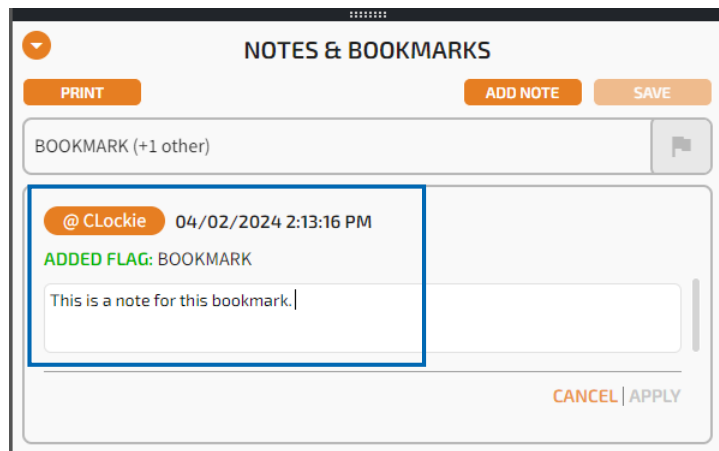 NOTES & BOOKMARKS
PRINT ADD NOTE SAVE
BOOKMARK (+1 other)
@ CLockie 04/02/2024 2:13:16 PM
ADDED FLAG: BOOKMARK
This is a note for this bookmark.
CANCEL | APPLY